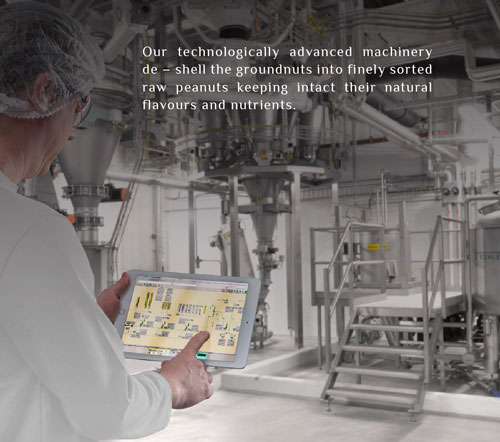 Our technologically advanced machinery
de – shell the groundnuts into finely sorted
raw peanuts keeping intact their natural
flavours and nutrients.